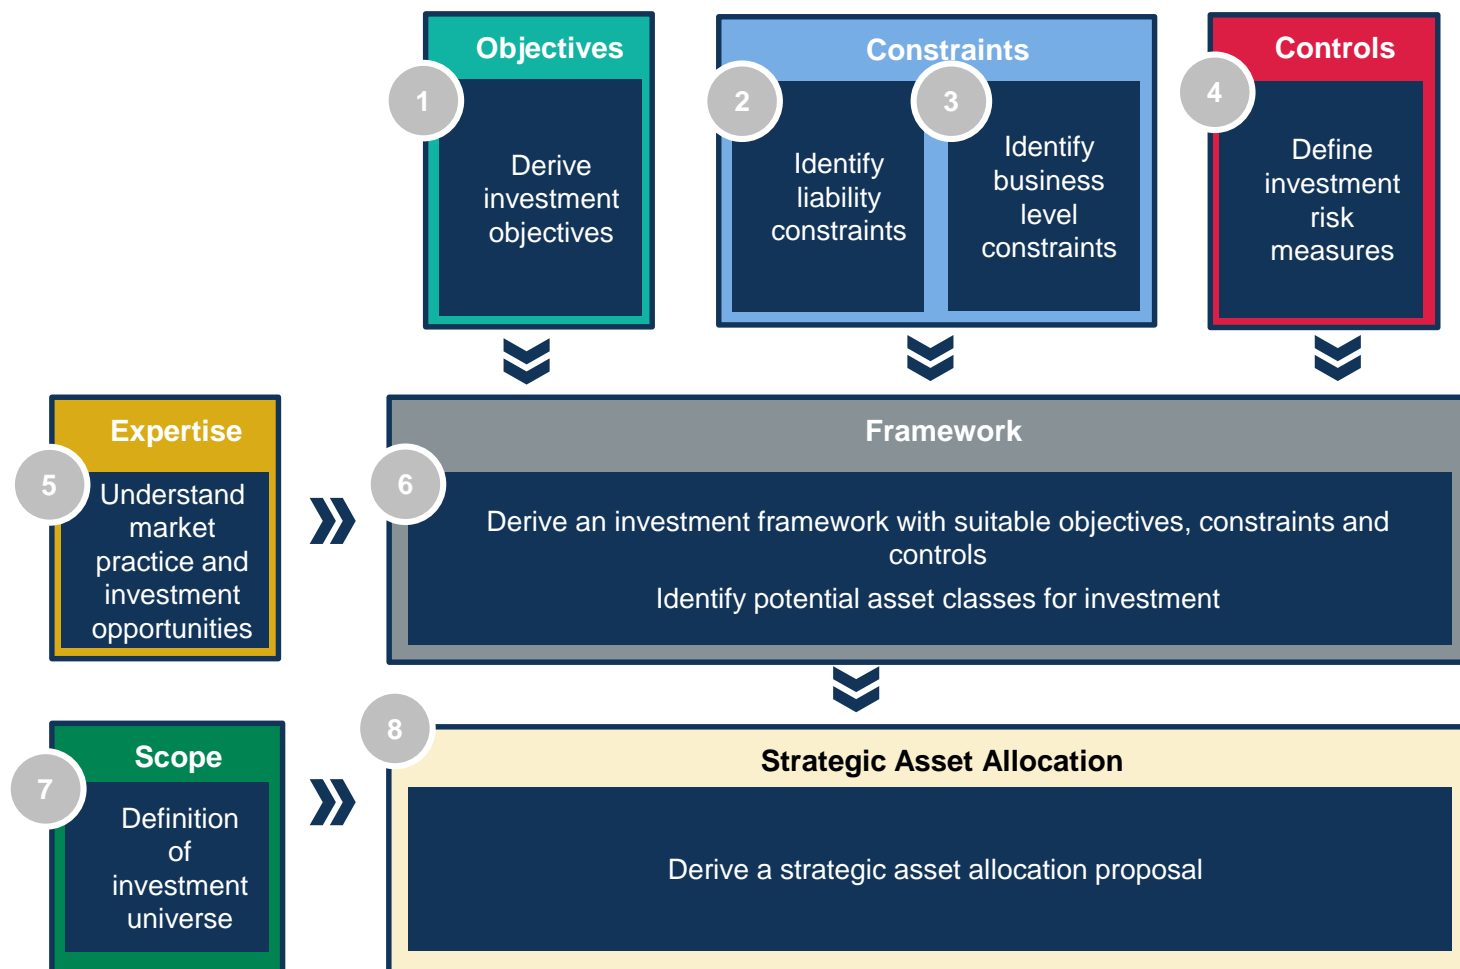 Objectives
1
Derive
investment
objectives
Constraints
2
Identify
liability
constraints
3
Identify
business
level
constraints
Controls
4
Define
investment
risk
measures
Expertise
5
Understand
market
practice and
investment
opportunities
Framework
6
Derive an investment framework with suitable objectives, constraints and
controls
Identify potential asset classes for investment
Scope
7
Definition
of
investment
universe
8
Strategic Asset Allocation
Derive a strategic asset allocation proposal